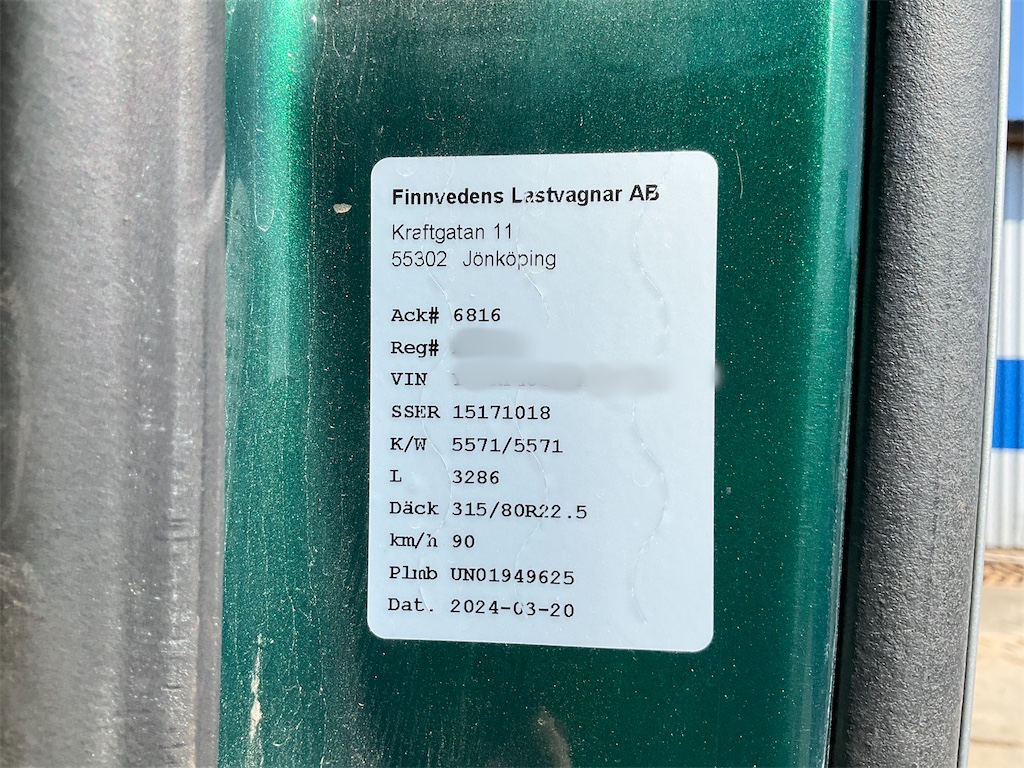 Finnvedens Lastvagnar AB
Kraftgatan 11
55302 Jönköping
Ack# 6816
Reg#
VIN
SSER 15171018
K/W 5571/5571
L 3286
Däck 315/80R22.5
km/h 90
Plmb UN01949625
Dat. 2024-03-20